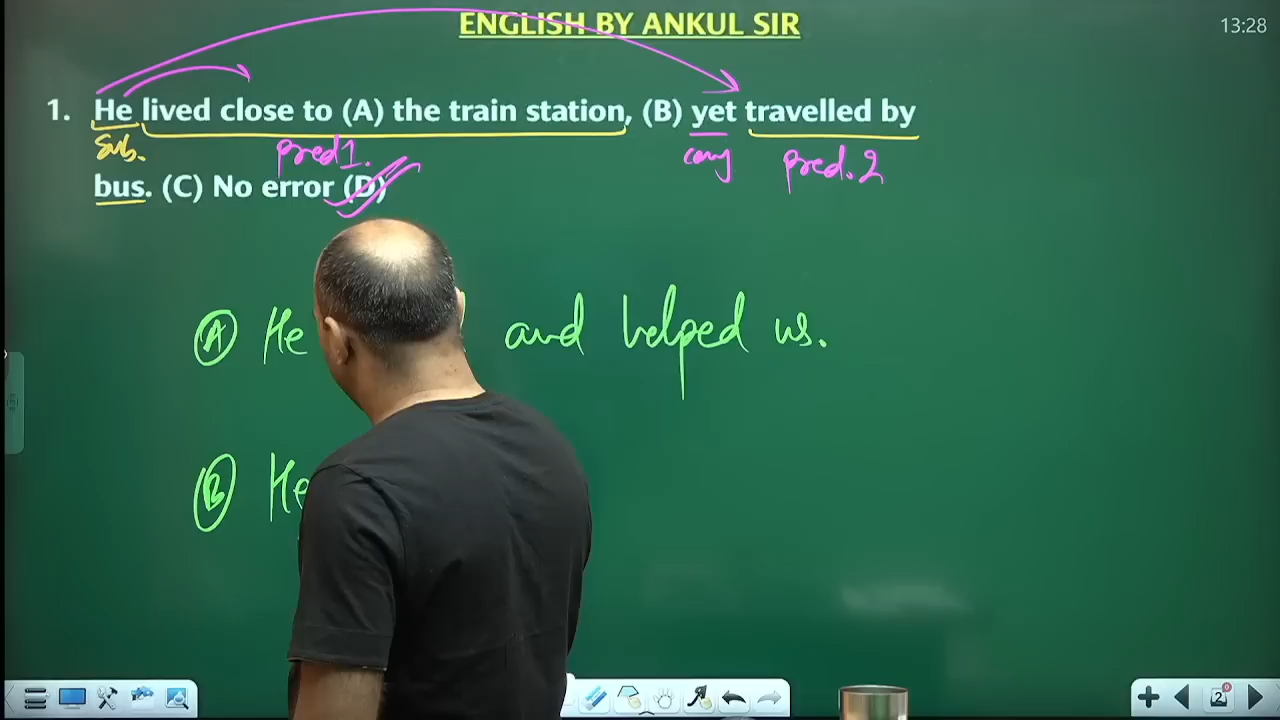 ENGLISH BY ANKUL SIR
13:28
1. He lived close to (A) the train station, (B) yet travelled by
sub. pred1. conj pred. 2
bus. (C) No error (D)
A He and helped us.
B He
2